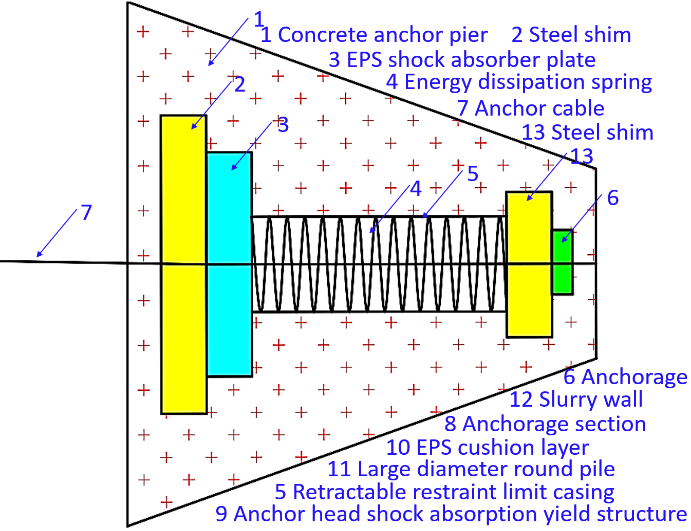 1
1 Concrete anchor pier 2 Steel shim
3 EPS shock absorber plate
2
4 Energy dissipation spring
7 Anchor cable
3
13 Steel shim
13
5
4
6
7
6 Anchorage
12 Slurry wall
8 Anchorage section
10 EPS cushion layer
11 Large diameter round pile
5 Retractable restraint limit casing
9 Anchor head shock absorption yield structure